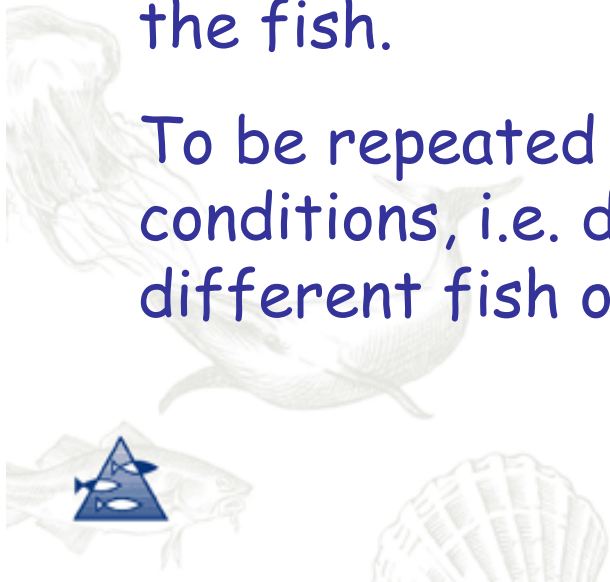 the fish.
To be repeated
conditions, i.e.
different fish